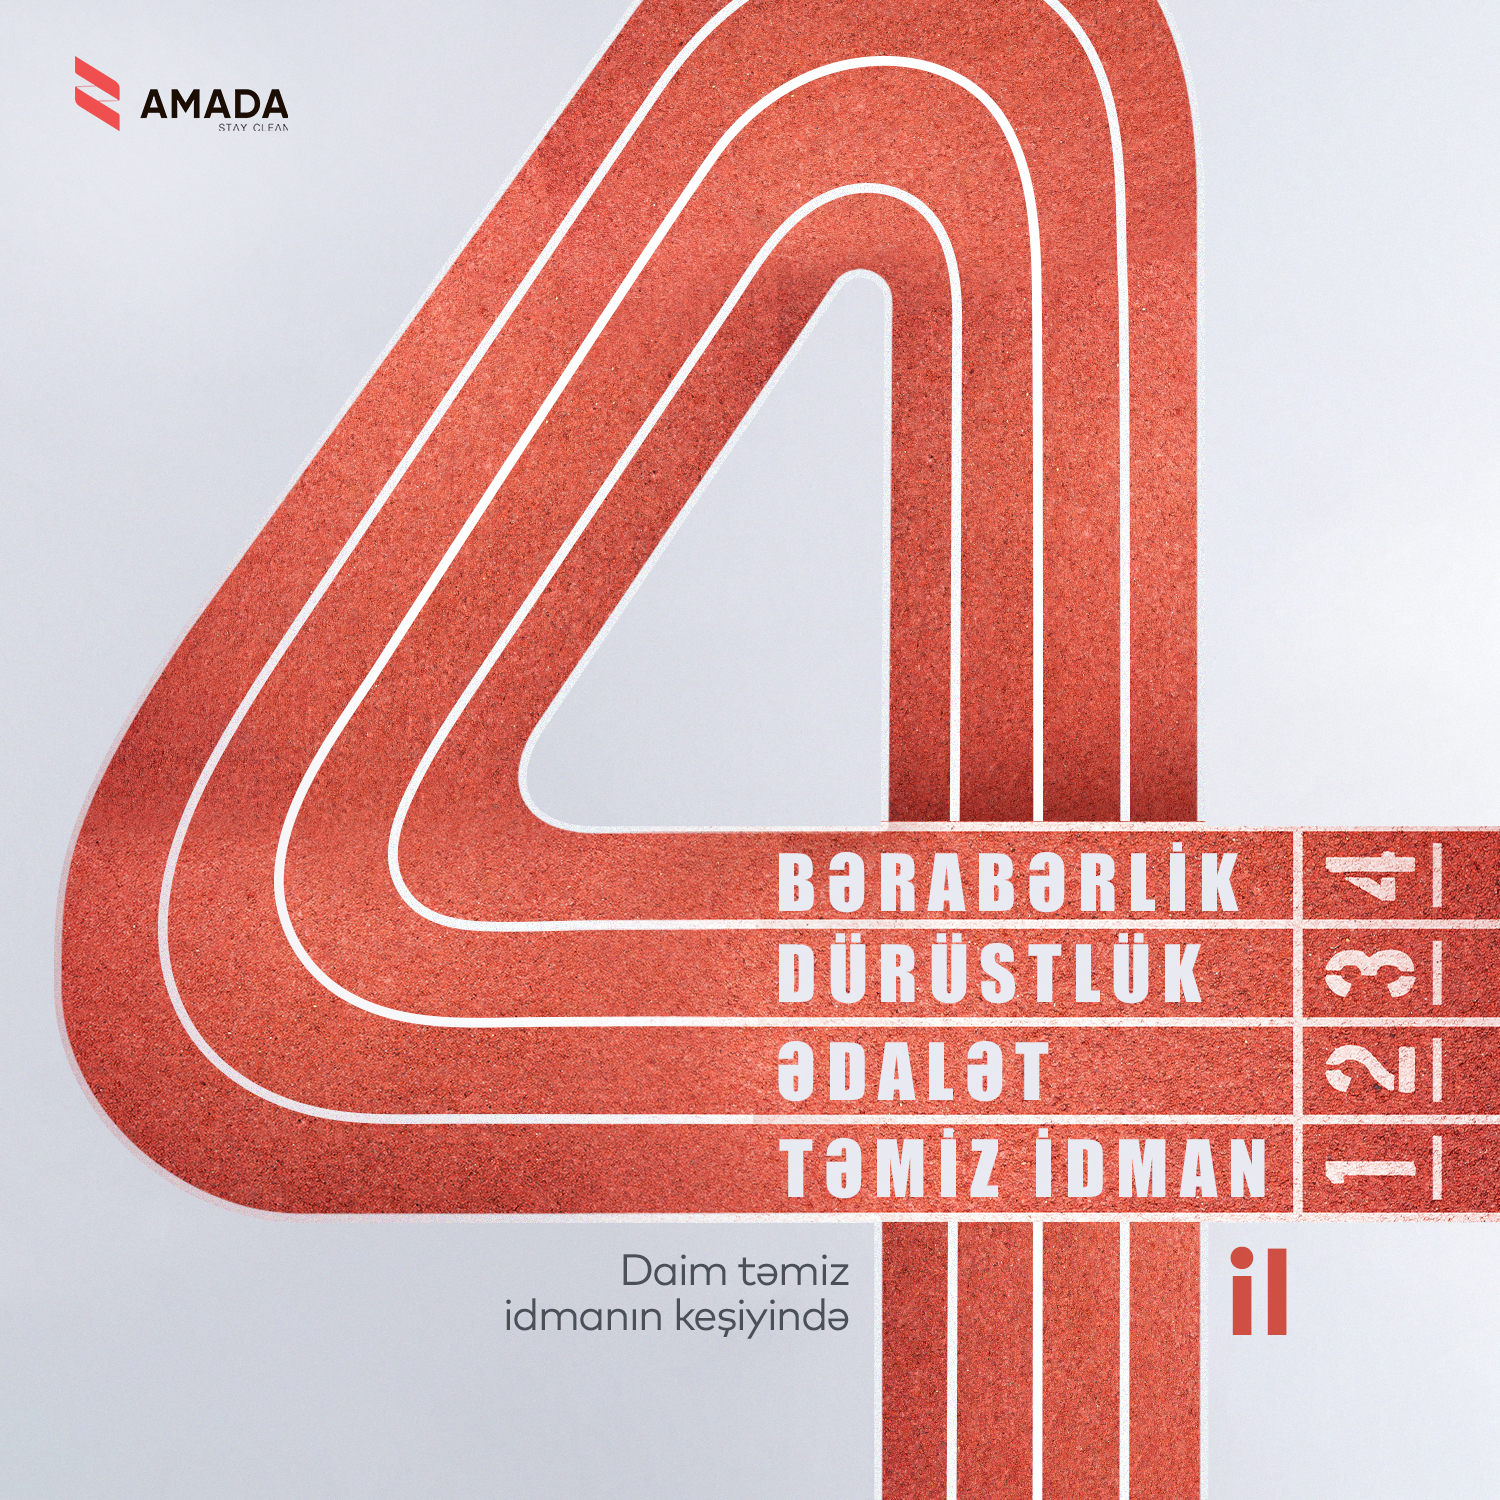 AMADA
STAY CLEAN
BƏRABƏRLİK 4
DÜRÜSTLÜK 3
ƏDALƏT 2
TƏMİZ İDMAN 1
Daim təmiz
idmanın keşiyində
il